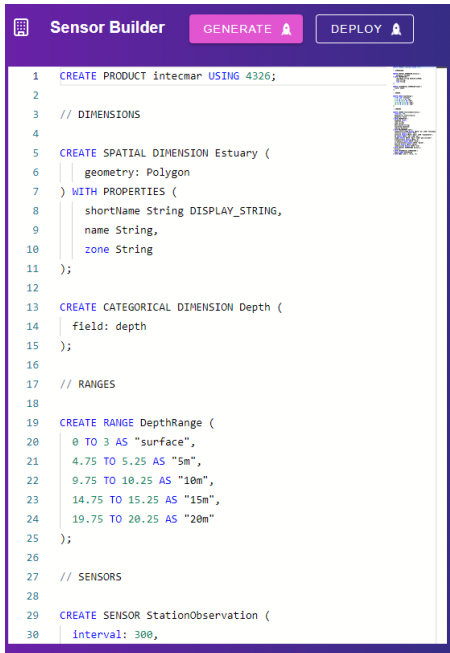 Sensor Builder GENERATE DEPLOY
1 CREATE PRODUCT intecmar USING 4326;
2
3 // DIMENSIONS
4
5 CREATE SPATIAL DIMENSION Estuary (
6 geometry: Polygon
7 ) WITH PROPERTIES (
8 shortName String DISPLAY_STRING,
9 name String,
10 zone String
11 );
12
13 CREATE CATEGORICAL DIMENSION Depth (
14 field: depth
15 );
16
17 // RANGES
18
19 CREATE RANGE DepthRange (
20 0 TO 3 AS "surface",
21 4.75 TO 5.25 AS "5m",
22 9.75 TO 10.25 AS "10m",
23 14.75 TO 15.25 AS "15m",
24 19.75 TO 20.25 AS "20m"
25 );
26
27 // SENSORS
28
29 CREATE SENSOR StationObservation (
30 interval: 300,